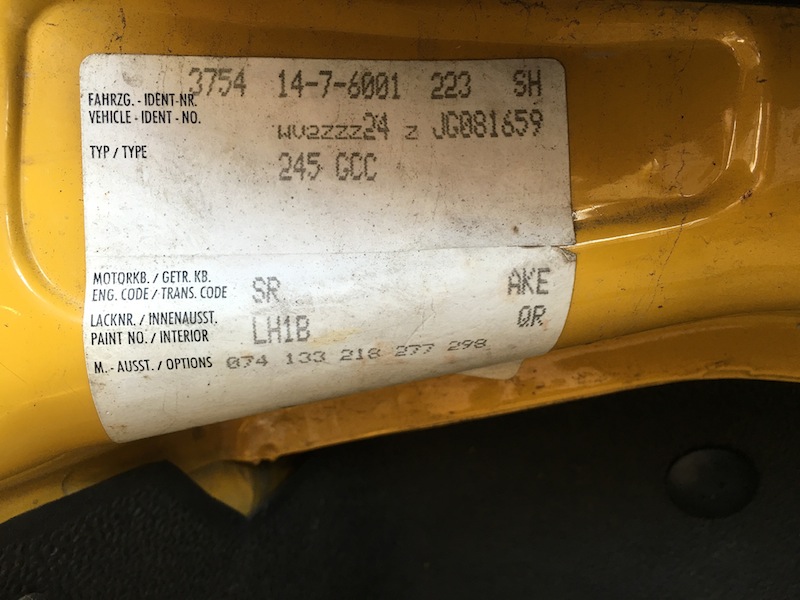 3754 14-7-6001 223 SH
FAHRZG. - IDENT-NR.
VEHICLE - IDENT - NO.
WV2ZZZ24 Z JG081659
TYP / TYPE
245 GCC
MOTORKB. / GETR. KB.
ENG. CODE / TRANS. CODE
SR AKE
LACKNR. / INNENAUSST.
PAINT NO. / INTERIOR
LH1B QR
M. - AUSST. / OPTIONS 074 133 218 277 298